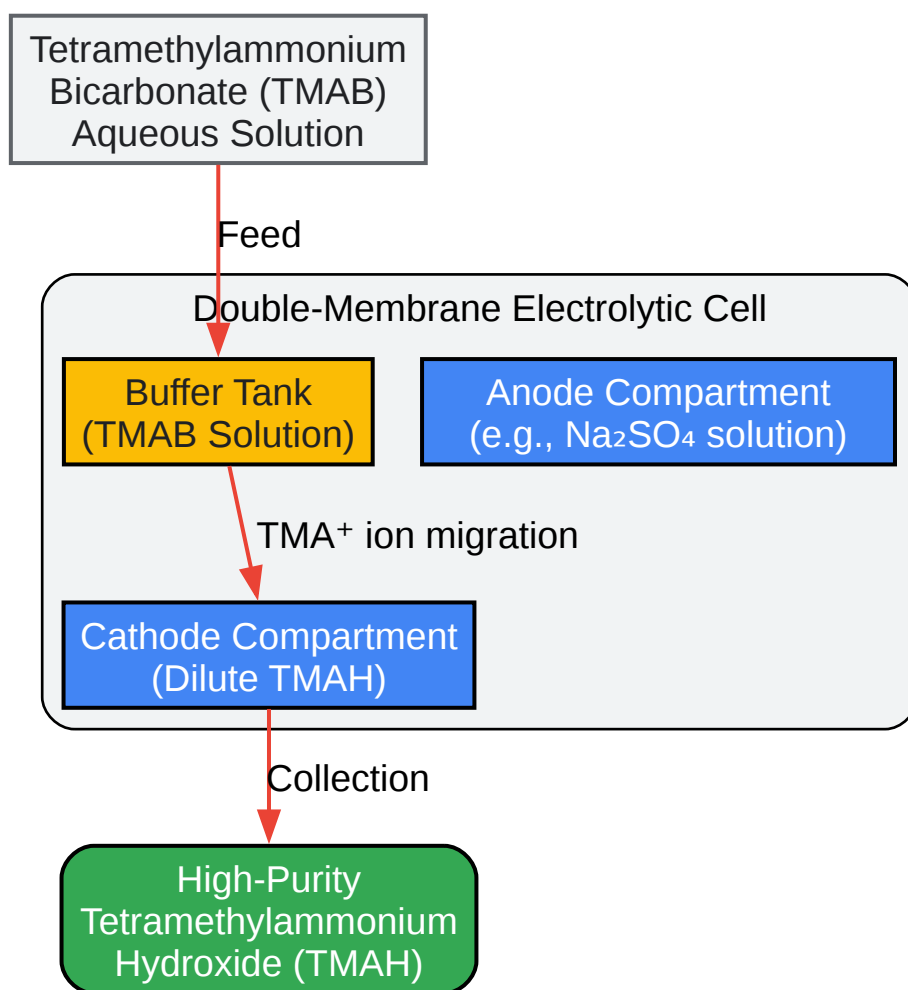 Tetramethylammonium
Bicarbonate (TMAB)
Aqueous Solution
Feed
Double-Membrane Electrolytic Cell
Buffer Tank
(TMAB Solution)
Anode Compartment
(e.g., Na₂SO₄ solution)
TMA⁺ ion migration
Cathode Compartment
(Dilute TMAH)
Collection
High-Purity
Tetramethylammonium
Hydroxide (TMAH)